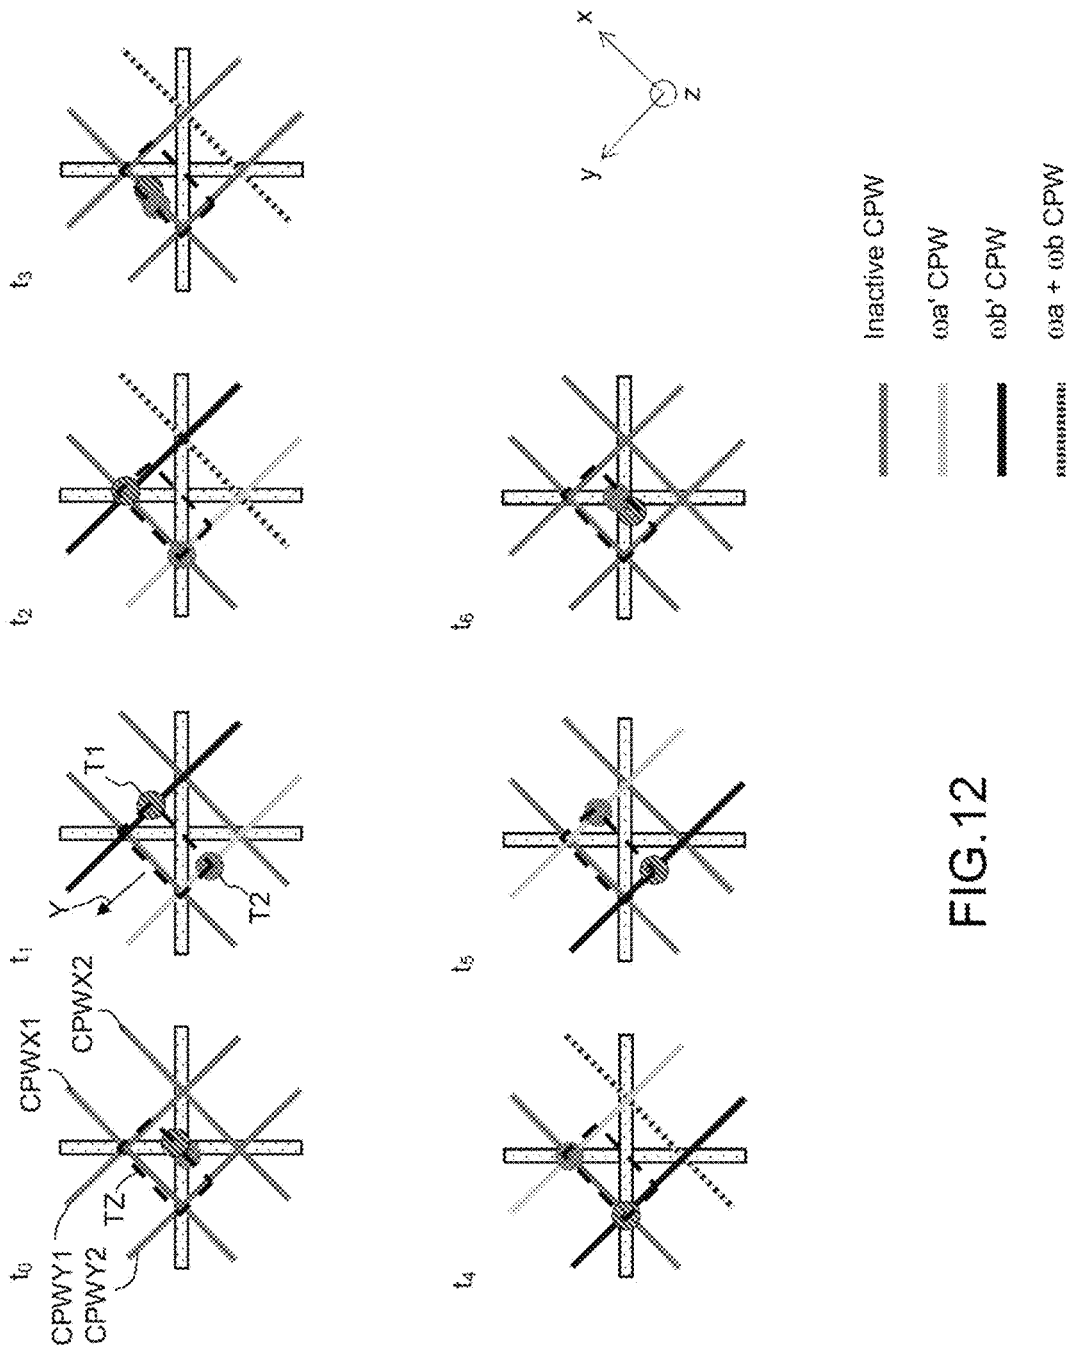 t₀
CPWX1
CPWX2
CPWY1
CPWY2
TZ
t₁
Y
T1
T2
t₂
t₃
t₄
t₅
t₆
x
y
z
Inactive CPW
ωa' CPW
ωb' CPW
ωa + ωb CPW
FIG.12